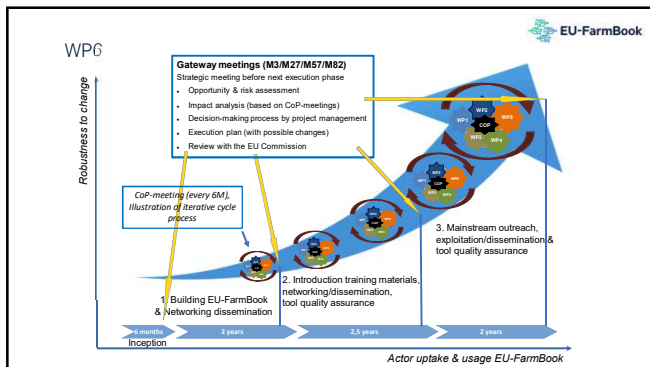 EU-FarmBook
WP6
Gateway meetings (M3/M27/M57/M82)
Strategic meeting before next execution phase
• Opportunity & risk assessment
• Impact analysis (based on CoP-meetings)
• Decision-making process by project management
• Execution plan (with possible changes)
• Review with the EU Commission
Robustness to change
CoP-meeting (every 6M),
Illustration of iterative cycle
process
WP2
WP1
WP5
COP
WP3
WP4
WP2
WP1
COP
WP4
3. Mainstream outreach,
exploitation/dissemination &
tool quality assurance
2. Introduction training materials,
networking/dissemination,
tool quality assurance
1. Building EU-FarmBook
& Networking dissemination
6 months
2 years
2,5 years
2 years
Inception
Actor uptake & usage EU-FarmBook